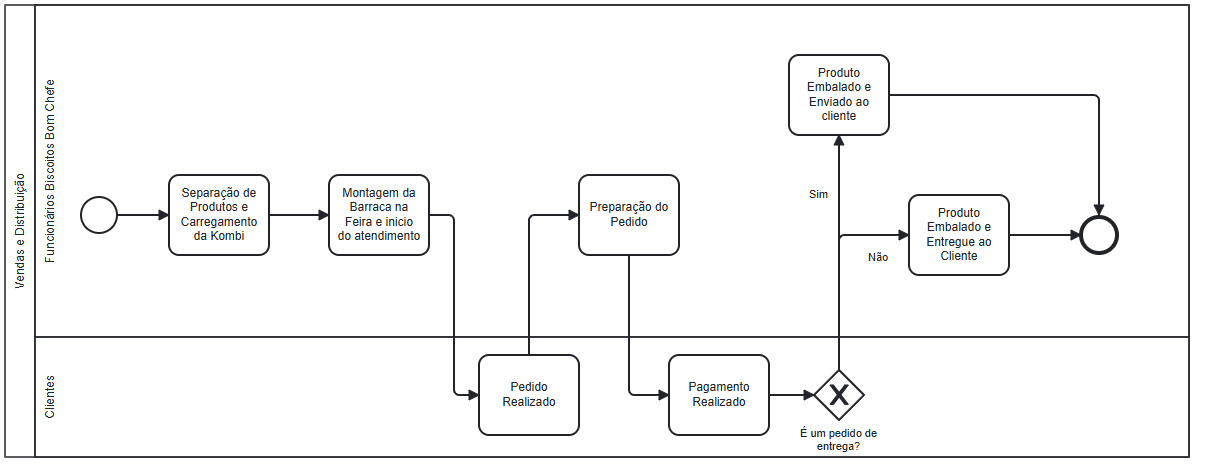 Vendas e Distribuição
Funcionários Biscoitos Bom Chefe
Separação de
Produtos e
Carregamento
da Kombi
Montagem da
Barraca na
Feira e inicio
do atendimento
Preparação do
Pedido
Produto
Embalado e
Enviado ao
cliente
Sim
Não
Produto
Embalado e
Entregue ao
Cliente
Clientes
Pedido
Realizado
Pagamento
Realizado
É um pedido de
entrega?